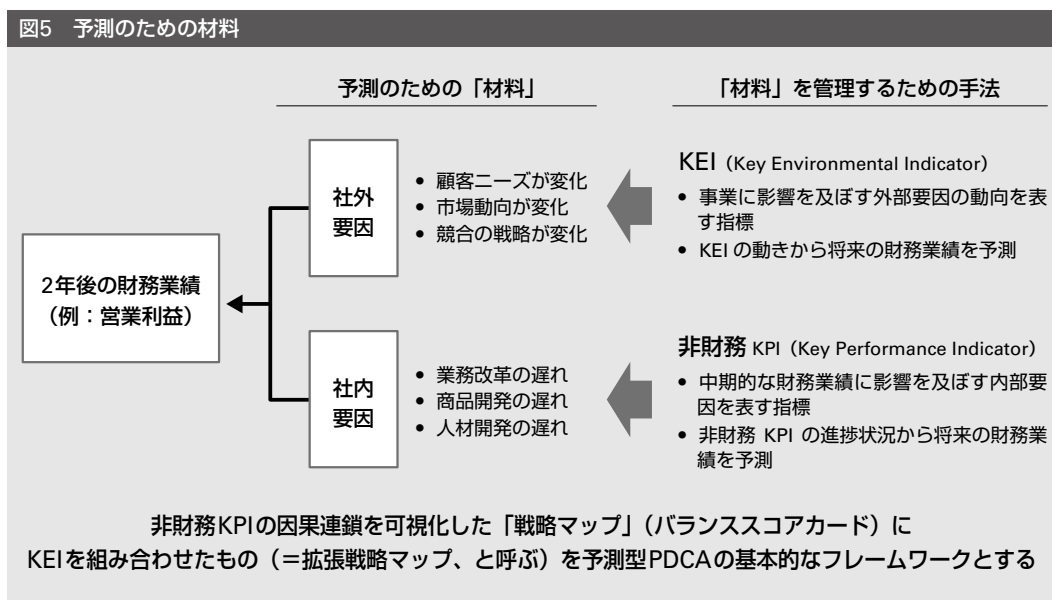 図5 予測のための材料
予測のための「材料」
「材料」を管理するための手法
2年後の財務業績
（例：営業利益）
社外
要因
• 顧客ニーズが変化
• 市場動向が変化
• 競合の戦略が変化
KEI（Key Environmental Indicator）
• 事業に影響を及ぼす外部要因の動向を表
す指標
• KEI の動きから将来の財務業績を予測
社内
要因
• 業務改革の遅れ
• 商品開発の遅れ
• 人材開発の遅れ
非財務 KPI（Key Performance Indicator）
• 中期的な財務業績に影響を及ぼす内部要
因を表す指標
• 非財務 KPI の進捗状況から将来の財務業
績を予測
非財務KPIの因果連鎖を可視化した「戦略マップ」（バランススコアカード）に
KEIを組み合わせたもの（＝拡張戦略マップ、と呼ぶ）を予測型PDCAの基本的なフレームワークとする